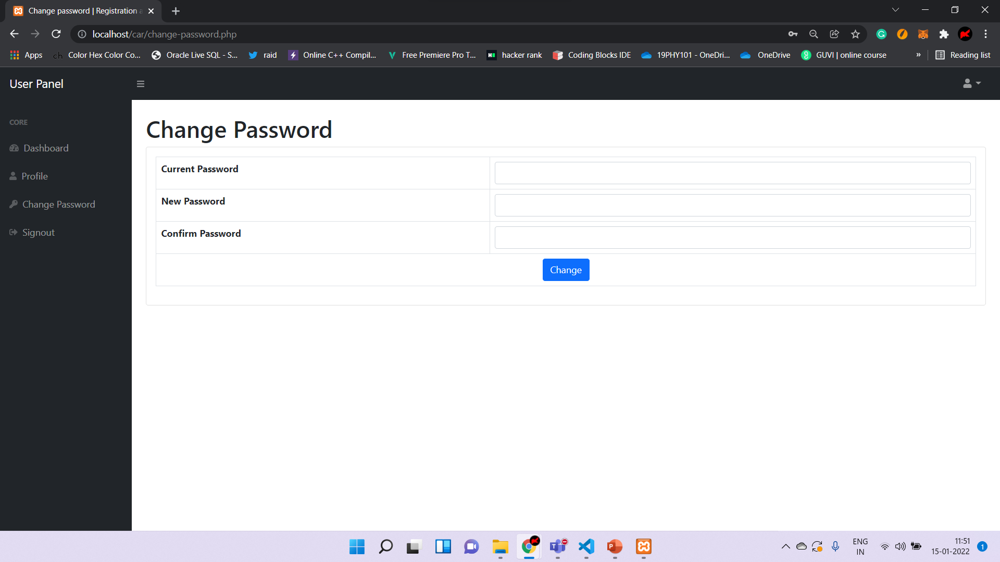 Change password | Registration a
localhost/car/change-password.php
Apps
ch Color Hex Color Co...
Oracle Live SQL - S...
raid
Online C++ Compil...
Free Premiere Pro T...
hacker rank
Coding Blocks IDE
19PHY101 - OneDri...
OneDrive
GUVI | online course
»
Reading list
User Panel
CORE
Dashboard
Profile
Change Password
Signout
Change Password
Current Password
New Password
Confirm Password
Change
ENG
IN
11:51
15-01-2022
1